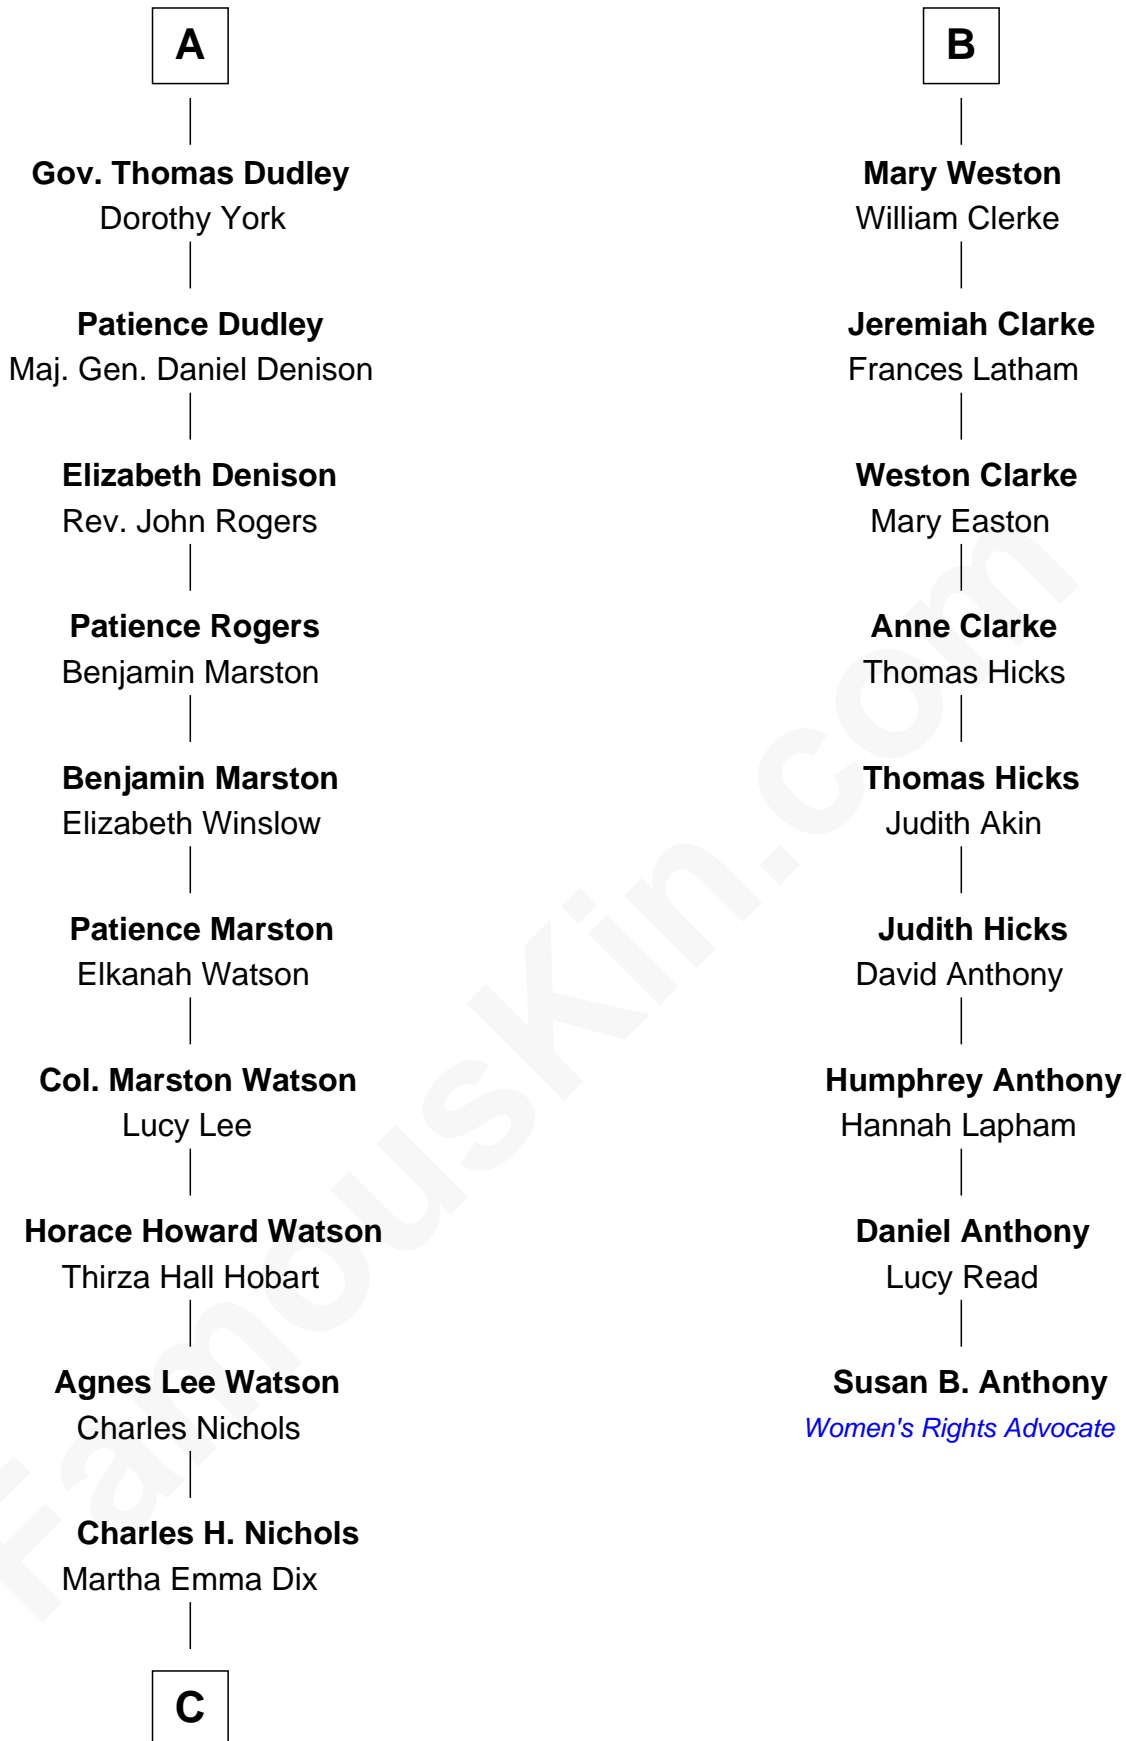 A
Gov. Thomas Dudley
Dorothy York
Patience Dudley
Maj. Gen. Daniel Denison
Elizabeth Denison
Rev. John Rogers
Patience Rogers
Benjamin Marston
Benjamin Marston
Elizabeth Winslow
Patience Marston
Elkanah Watson
Col. Marston Watson
Lucy Lee
Horace Howard Watson
Thirza Hall Hobart
Agnes Lee Watson
Charles Nichols
Charles H. Nichols
Martha Emma Dix
C
B
Mary Weston
William Clerke
Jeremiah Clarke
Frances Latham
Weston Clarke
Mary Easton
Anne Clarke
Thomas Hicks
Thomas Hicks
Judith Akin
Judith Hicks
David Anthony
Humphrey Anthony
Hannah Lapham
Daniel Anthony
Lucy Read
Susan B. Anthony
Women's Rights Advocate
FamousKin.com